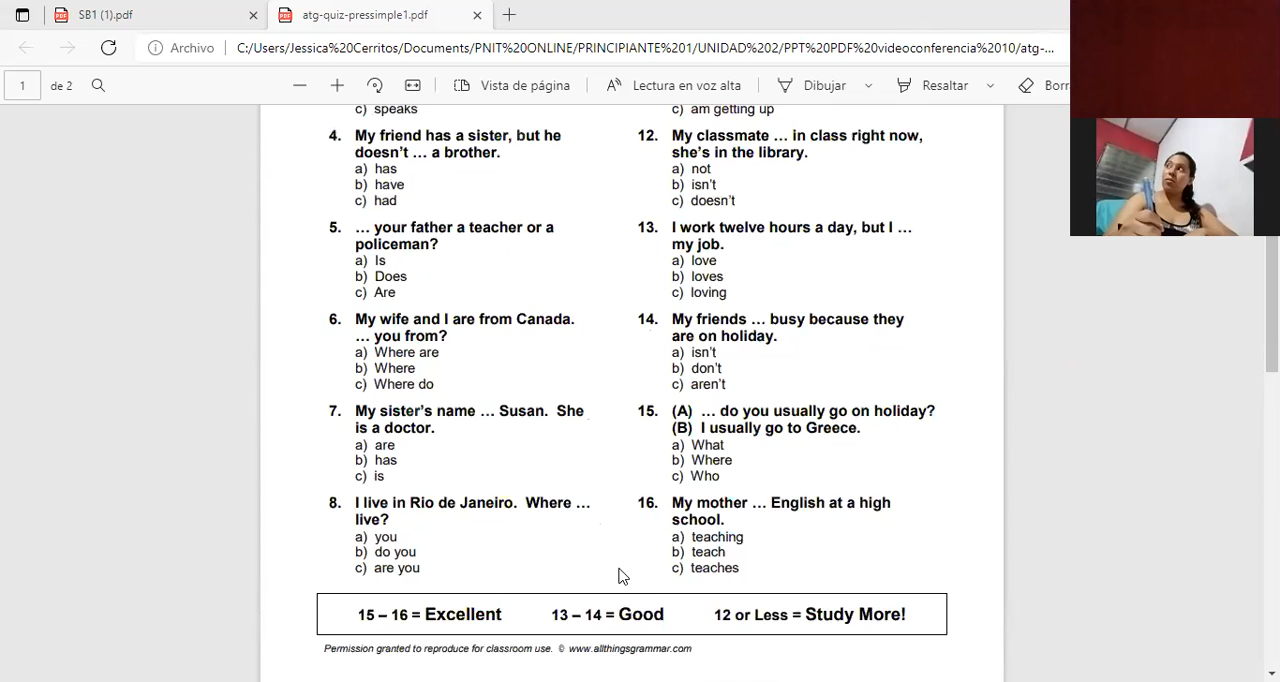 SB1 (1).pdf
atg-quiz-pressimple1.pdf
Archivo
C:/Users/Jessica%20Cerritos/Documents/PNIT%20ONLINE/PRINCIPIANTE%201/UNIDAD%202/PPT%20PDF%20videoconferencia%2010/atg-...
1 de 2
Vista de página
Lectura en voz alta
Dibujar
Resaltar
Borr
c) speaks
4. My friend has a sister, but he
doesn't … a brother.
a) has
b) have
c) had
5. … your father a teacher or a
policeman?
a) Is
b) Does
c) Are
6. My wife and I are from Canada.
… you from?
a) Where are
b) Where
c) Where do
7. My sister's name … Susan. She
is a doctor.
a) are
b) has
c) is
8. I live in Rio de Janeiro. Where …
live?
a) you
b) do you
c) are you
c) am getting up
12. My classmate … in class right now,
she's in the library.
a) not
b) isn't
c) doesn't
13. I work twelve hours a day, but I …
my job.
a) love
b) loves
c) loving
14. My friends … busy because they
are on holiday.
a) isn't
b) don't
c) aren't
15. (A) … do you usually go on holiday?
(B) I usually go to Greece.
a) What
b) Where
c) Who
16. My mother … English at a high
school.
a) teaching
b) teach
c) teaches
15 – 16 = Excellent 13 – 14 = Good 12 or Less = Study More!
Permission granted to reproduce for classroom use. © www.allthingsgrammar.com